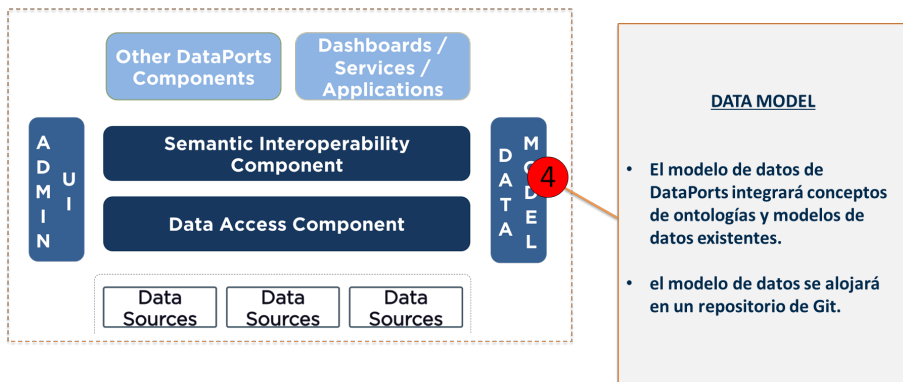 Other DataPorts
Components
Dashboards /
Services /
Applications
ADMIN
UI
Semantic Interoperability
Component
Data Access Component
DATA
MODEL
4
Data
Sources
Data
Sources
Data
Sources
DATA MODEL
• El modelo de datos de
DataPorts integrará conceptos
de ontologías y modelos de
datos existentes.
• el modelo de datos se alojará
en un repositorio de Git.